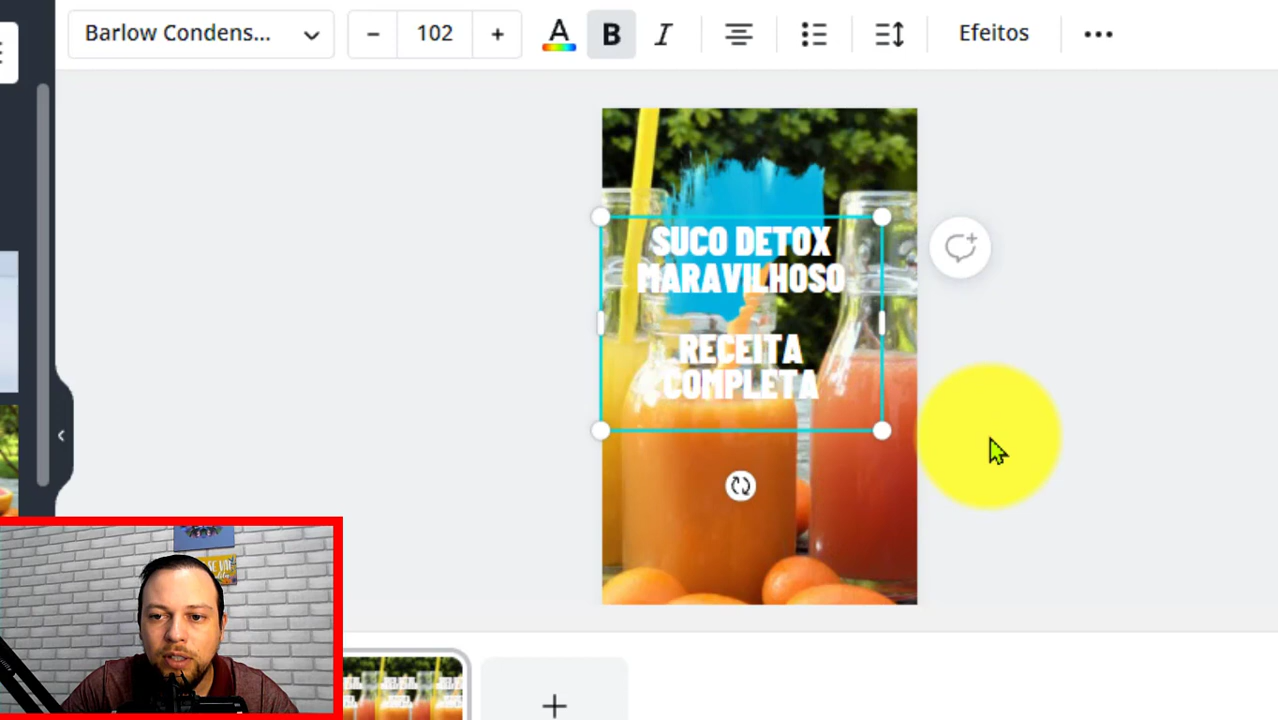 Barlow Condens...
102
A
B
I
Efeitos
SUCO DETOX
MARAVILHOSO
RECEITA
COMPLETA